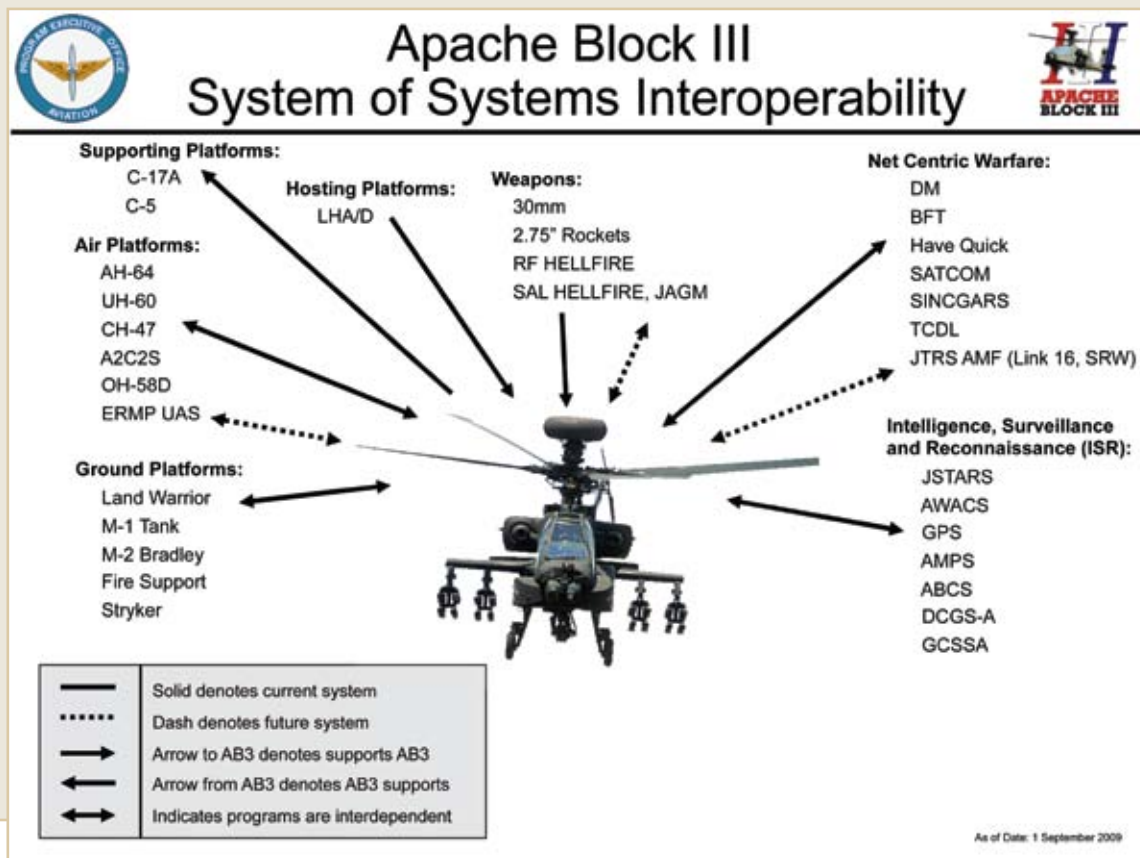 PROGRAM EXECUTIVE OFFICE
AVIATION
Apache Block III
System of Systems Interoperability
III
APACHE
BLOCK III
Supporting Platforms:
C-17A
C-5
Hosting Platforms:
LHA/D
Weapons:
30mm
2.75" Rockets
RF HELLFIRE
SAL HELLFIRE, JAGM
Net Centric Warfare:
DM
BFT
Have Quick
SATCOM
SINCGARS
TCDL
JTRS AMF (Link 16, SRW)
Air Platforms:
AH-64
UH-60
CH-47
A2C2S
OH-58D
ERMP UAS
Ground Platforms:
Land Warrior
M-1 Tank
M-2 Bradley
Fire Support
Stryker
Intelligence, Surveillance
and Reconnaissance (ISR):
JSTARS
AWACS
GPS
AMPS
ABCS
DCGS-A
GCSSA
Solid denotes current system
Dash denotes future system
Arrow to AB3 denotes supports AB3
Arrow from AB3 denotes AB3 supports
Indicates programs are interdependent
As of Date: 1 September 2009